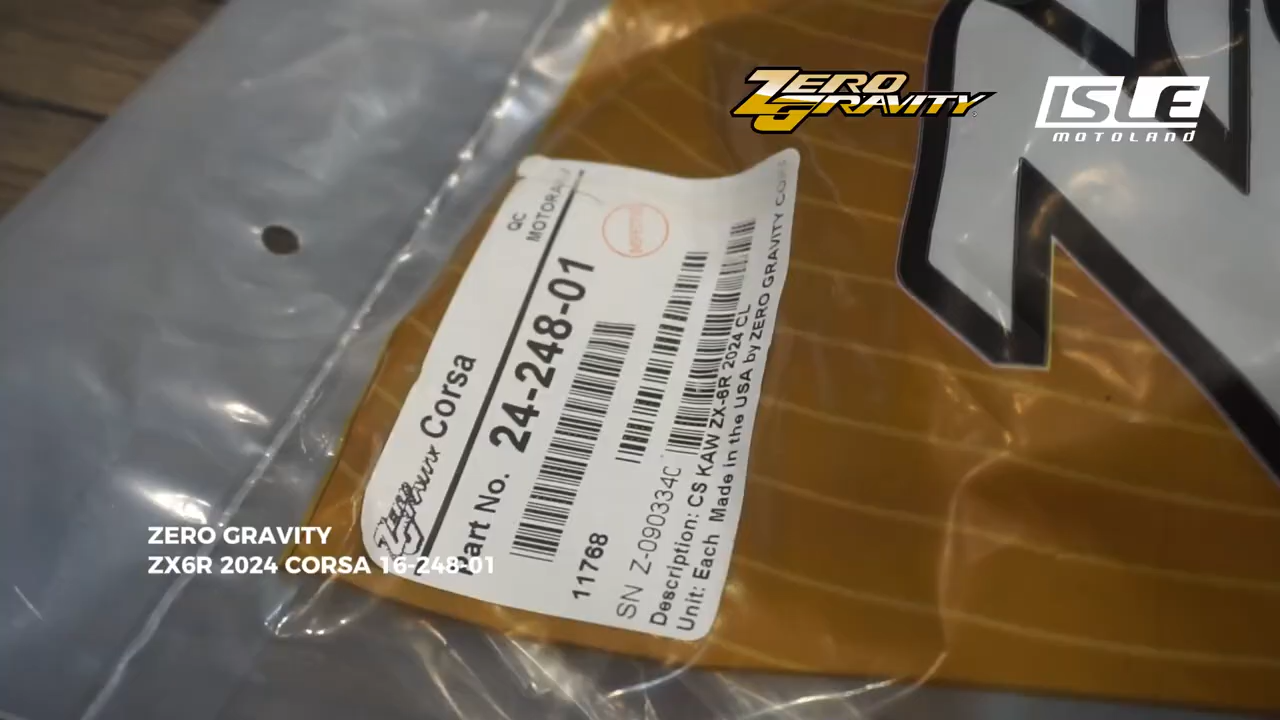 ZERO GRAVITY
ISLE
MOTOLAND
QC
Corsa
Part No. 24-248-01
11768
SN Z-090334C
Description: CS KAW ZX-6R 2024 CL
Unit: Each Made in the USA by ZERO GRAVITY
ZERO GRAVITY
ZX6R 2024 CORSA 16-248-01